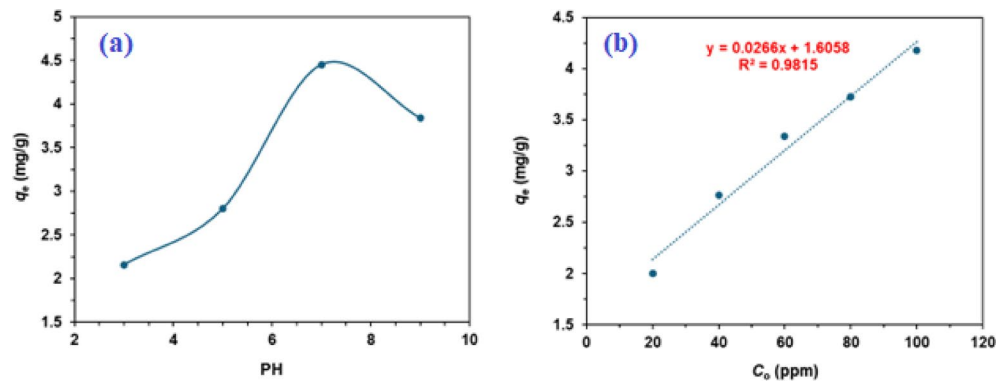 (a)
5
4.5
4
3.5
3
2.5
2
1.5
2 4 6 8 10
qe (mg/g)
PH
(b)
y = 0.0266x + 1.6058
R² = 0.9815
4.5
4
3.5
3
2.5
2
1.5
0 20 40 60 80 100 120
qe (mg/g)
Co (ppm)